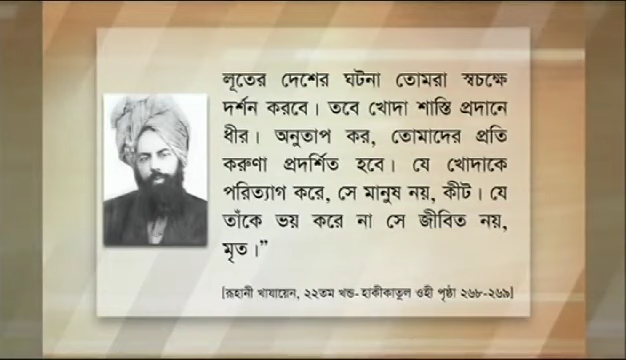 লূতের দেশের ঘটনা তোমরা স্বচক্ষে
দর্শন করবে। তবে খোদা শাস্তি প্রদানে
ধীর। অনুতাপ কর, তোমাদের প্রতি
করুণা প্রদর্শিত হবে। যে খোদাকে
পরিত্যাগ করে, সে মানুষ নয়, কীট। যে
তাঁকে ভয় করে না সে জীবিত নয়,
মৃত।”
[রূহানী খাযায়েন, ২২তম খন্ড- হাকীকাতুল ওহী পৃষ্ঠা ২৬৮-২৬৯]